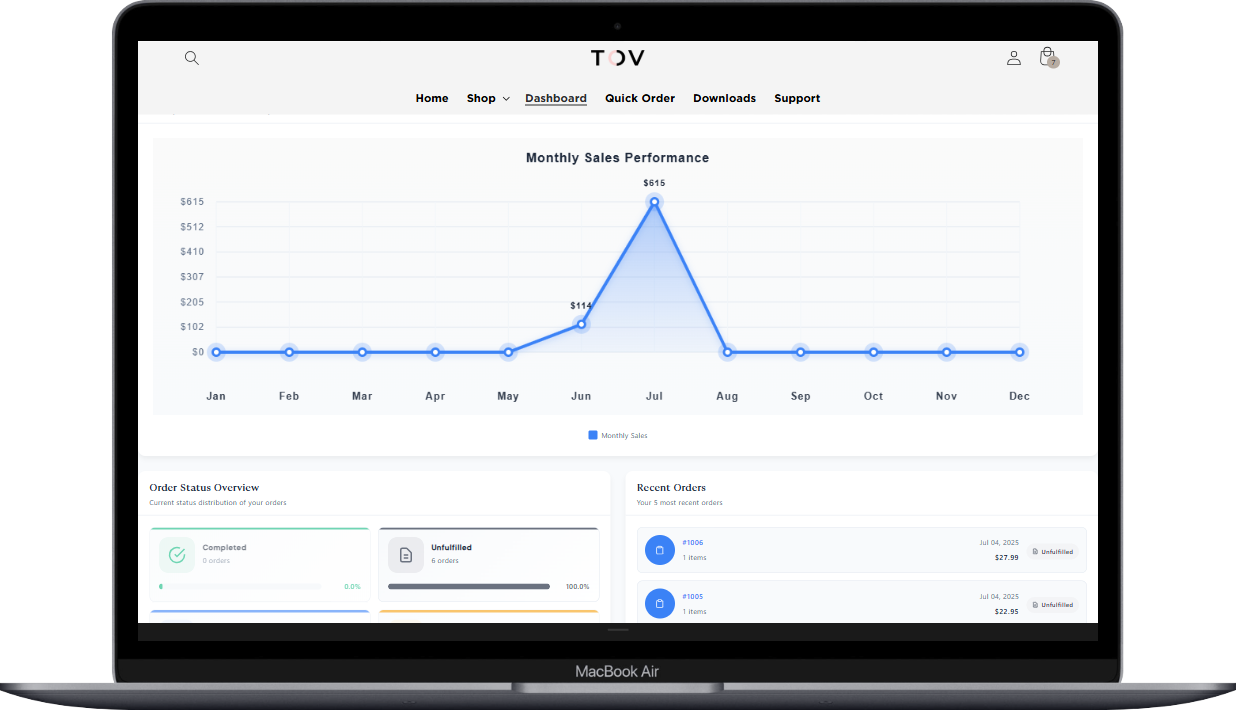 TOV
7
Home Shop Dashboard Quick Order Downloads Support
Monthly Sales Performance
$615
$615
$512
$410
$307
$114
$205
$102
$0
Jan Feb Mar Apr May Jun Jul Aug Sep Oct Nov Dec
Monthly Sales
Order Status Overview
Current status distribution of your orders
Completed
0 orders
0.0%
Unfulfilled
6 orders
100.0%
Recent Orders
Your 5 most recent orders
#1006
1 items
Jul 04, 2025
$27.99
Unfulfilled
#1005
1 items
Jul 04, 2025
$22.95
Unfulfilled
MacBook Air